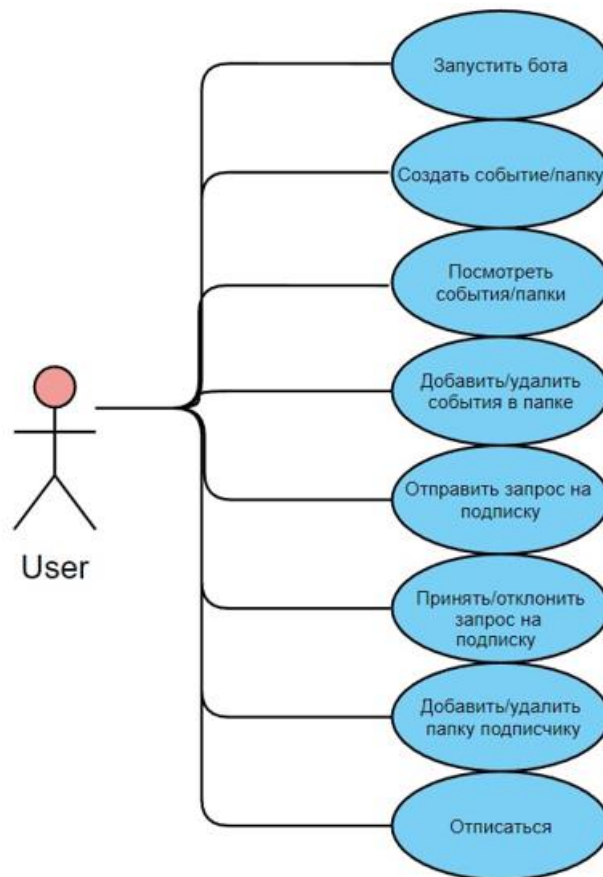 Запустить бота
Создать событие/папку
Посмотреть
события/папки
Добавить/удалить
события в папке
Отправить запрос на
подписку
Принять/отклонить
запрос на
подписку
Добавить/удалить
папку подписчику
Отписаться
User